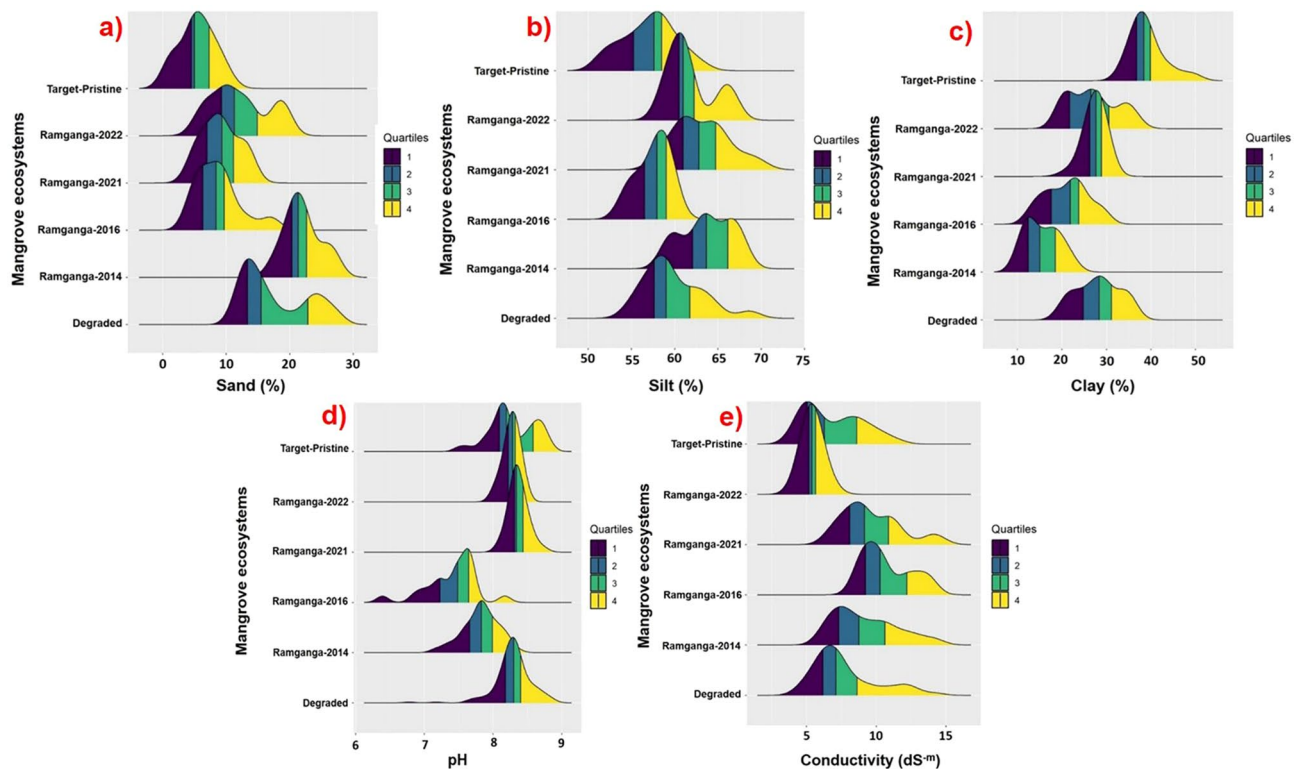 a)
Mangrove ecosystems
Target-Pristine
Ramganga-2022
Ramganga-2021
Ramganga-2016
Ramganga-2014
Degraded
0 10 20 30
Sand (%)
Quartiles
1
2
3
4
b)
Mangrove ecosystems
Target-Pristine
Ramganga-2022
Ramganga-2021
Ramganga-2016
Ramganga-2014
Degraded
50 55 60 65 70 75
Silt (%)
Quartiles
1
2
3
4
c)
Mangrove ecosystems
Target-Pristine
Ramganga-2022
Ramganga-2021
Ramganga-2016
Ramganga-2014
Degraded
10 20 30 40 50
Clay (%)
Quartiles
1
2
3
4
d)
Mangrove ecosystems
Target-Pristine
Ramganga-2022
Ramganga-2021
Ramganga-2016
Ramganga-2014
Degraded
6 7 8 9
pH
Quartiles
1
2
3
4
e)
Mangrove ecosystems
Target-Pristine
Ramganga-2022
Ramganga-2021
Ramganga-2016
Ramganga-2014
Degraded
5 10 15
Conductivity (dS⁻ᵐ)
Quartiles
1
2
3
4